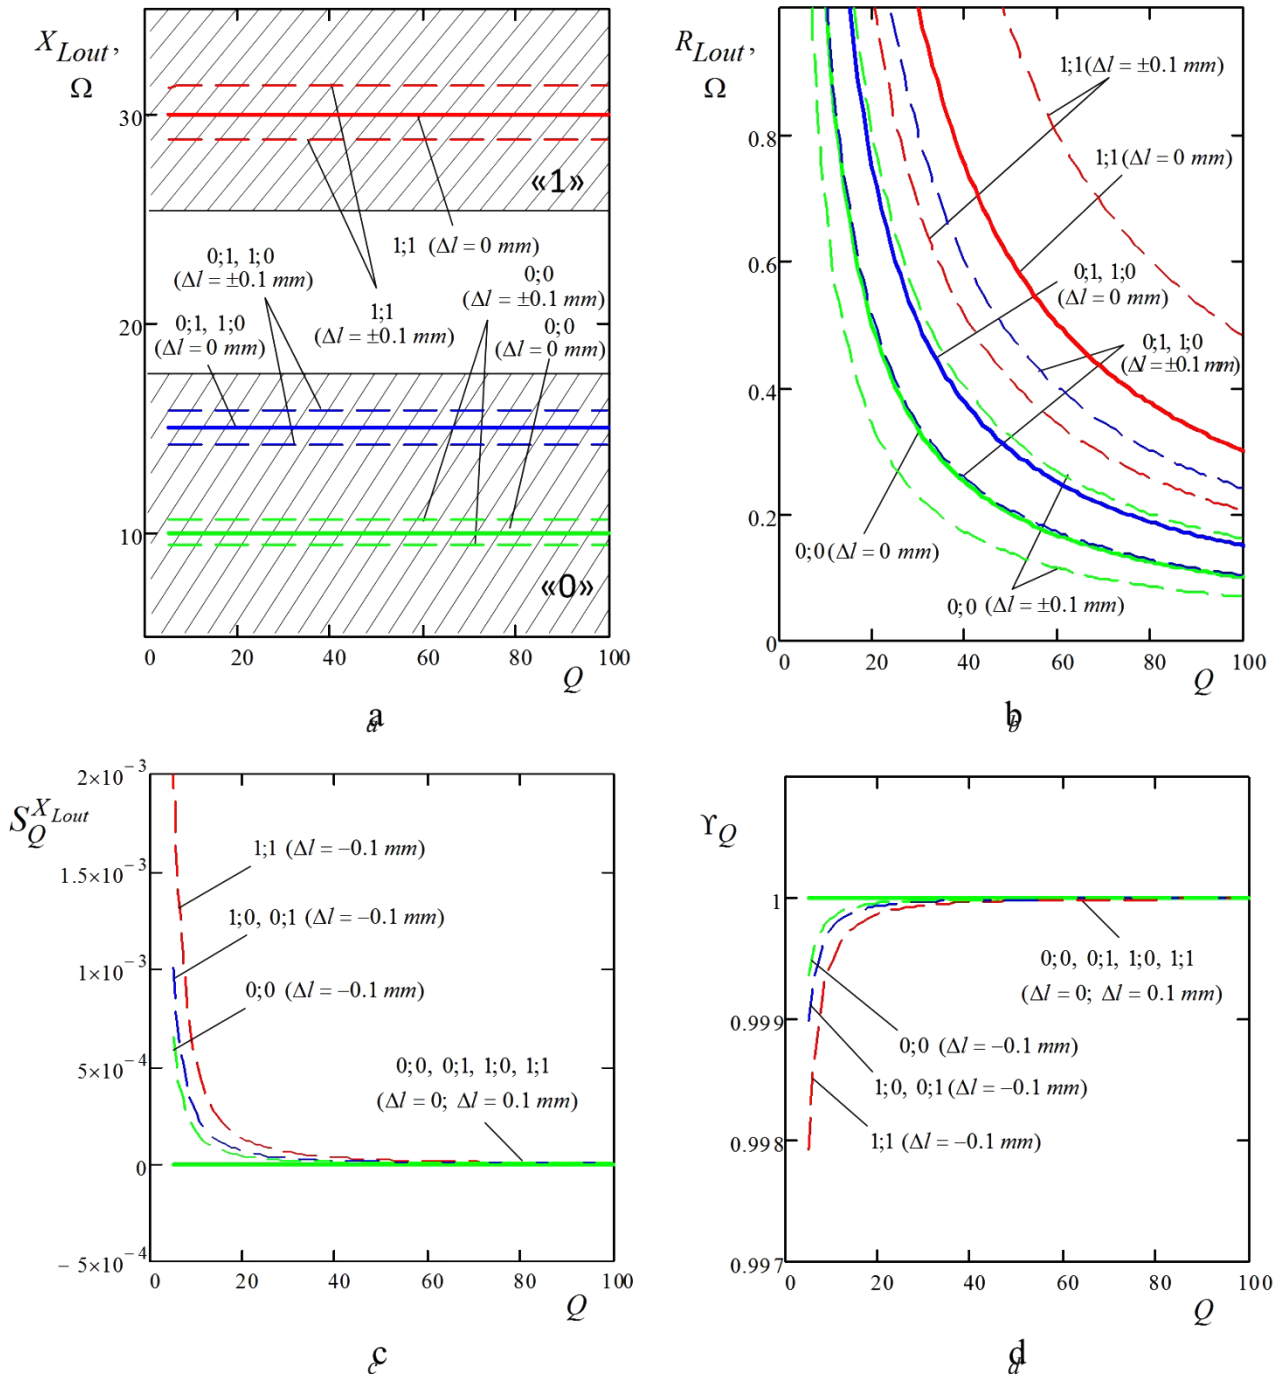 X_Lout,
Ω
30
20
10
0
20
40
60
80
100
Q
«1»
1;1 (Δl = 0 mm)
0;1, 1;0
(Δl = ±0.1 mm)
0;1, 1;0
(Δl = 0 mm)
1;1
(Δl = ±0.1 mm)
0;0
(Δl = ±0.1 mm)
0;0
(Δl = 0 mm)
«0»
a
a
R_Lout,
Ω
1
0.8
0.6
0.4
0.2
0
0
20
40
60
80
100
Q
1;1 (Δl = ±0.1 mm)
1;1 (Δl = 0 mm)
0;1, 1;0
(Δl = 0 mm)
0;1, 1;0
(Δl = ±0.1 mm)
0;0 (Δl = 0 mm)
0;0 (Δl = ±0.1 mm)
b
b
S_Q^X_Lout
2×10⁻³
1.5×10⁻³
1×10⁻³
5×10⁻⁴
0
− 5×10⁻⁴
0
20
40
60
80
100
Q
1;1 (Δl = −0.1 mm)
1;0, 0;1 (Δl = −0.1 mm)
0;0 (Δl = −0.1 mm)
0;0, 0;1, 1;0, 1;1
(Δl = 0; Δl = 0.1 mm)
c
c
ϒ_Q
1
0.999
0.998
0.997
0
20
40
60
80
100
Q
0;0, 0;1, 1;0, 1;1
(Δl = 0; Δl = 0.1 mm)
0;0 (Δl = −0.1 mm)
1;0, 0;1 (Δl = −0.1 mm)
1;1 (Δl = −0.1 mm)
d
d